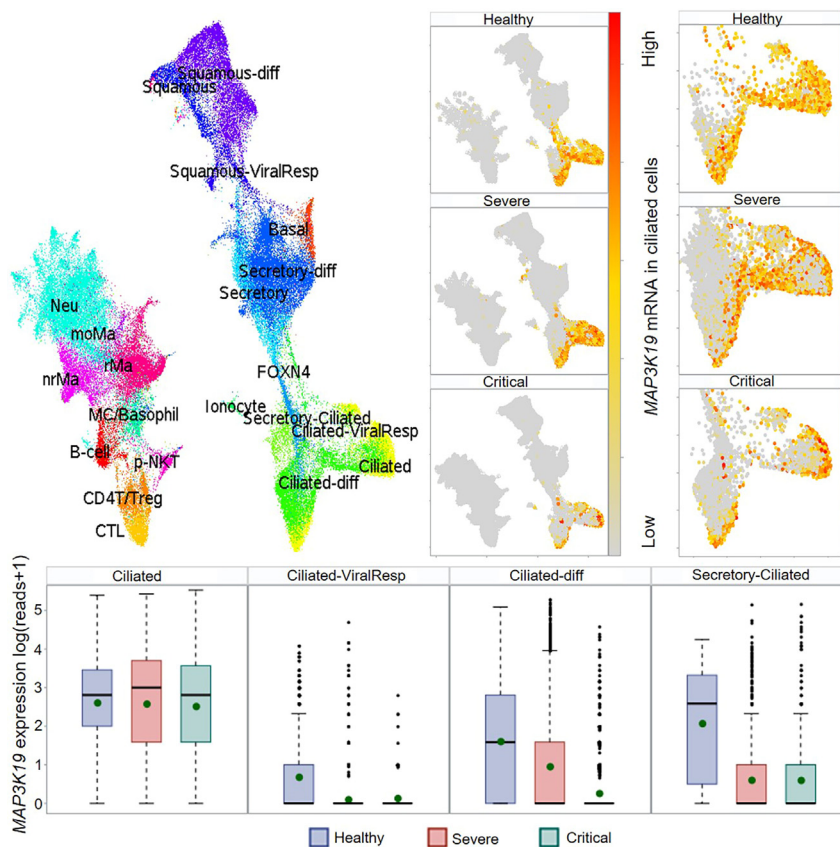 Squamous-diff
Squamous
Squamous-ViralResp
Basal
Secretory-diff
Secretory
Neu
moMa
rMa
nrMa
FOXN4
MC/Basophil
Ionocyte
Secretory-Ciliated
Ciliated-ViralResp
B-cell
p-NKT
Ciliated
Ciliated-diff
CD4T/Treg
CTL
Healthy
Severe
Critical
High
MAP3K19 mRNA in ciliated cells
Low
Healthy
Severe
Critical
Ciliated
Ciliated-ViralResp
Ciliated-diff
Secretory-Ciliated
MAP3K19 expression log(reads+1)
5
4
3
2
1
0
Healthy
Severe
Critical